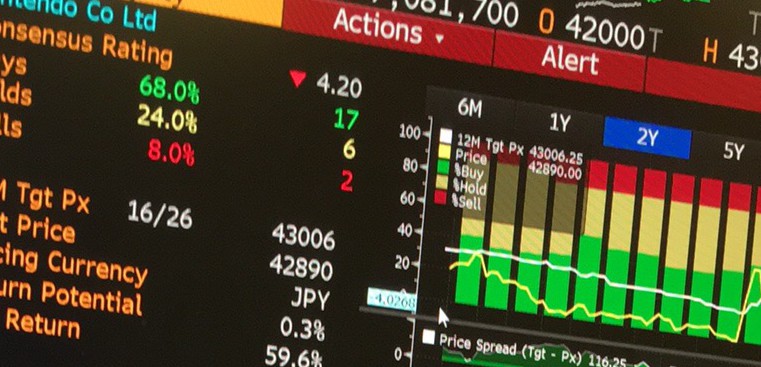 ntendo Co Ltd
,081,700 O 42000T H 43
Actions ▾
Alert
nsensus Rating
ys 68.0% ▼ 4.20
lds 24.0% 17
lls 8.0% 6
2
Tgt Px 16/26 43006
t Price 42890
cing Currency JPY
urn Potential 0.3%
Return 59.6%
6M 1Y 2Y 5Y
12M Tgt Px 43006.25
Price 42890.00
%Buy
%Hold
%Sell
100
80
60
40
20
-4.0268
Price Spread (Tgt - Px) 116.25
0